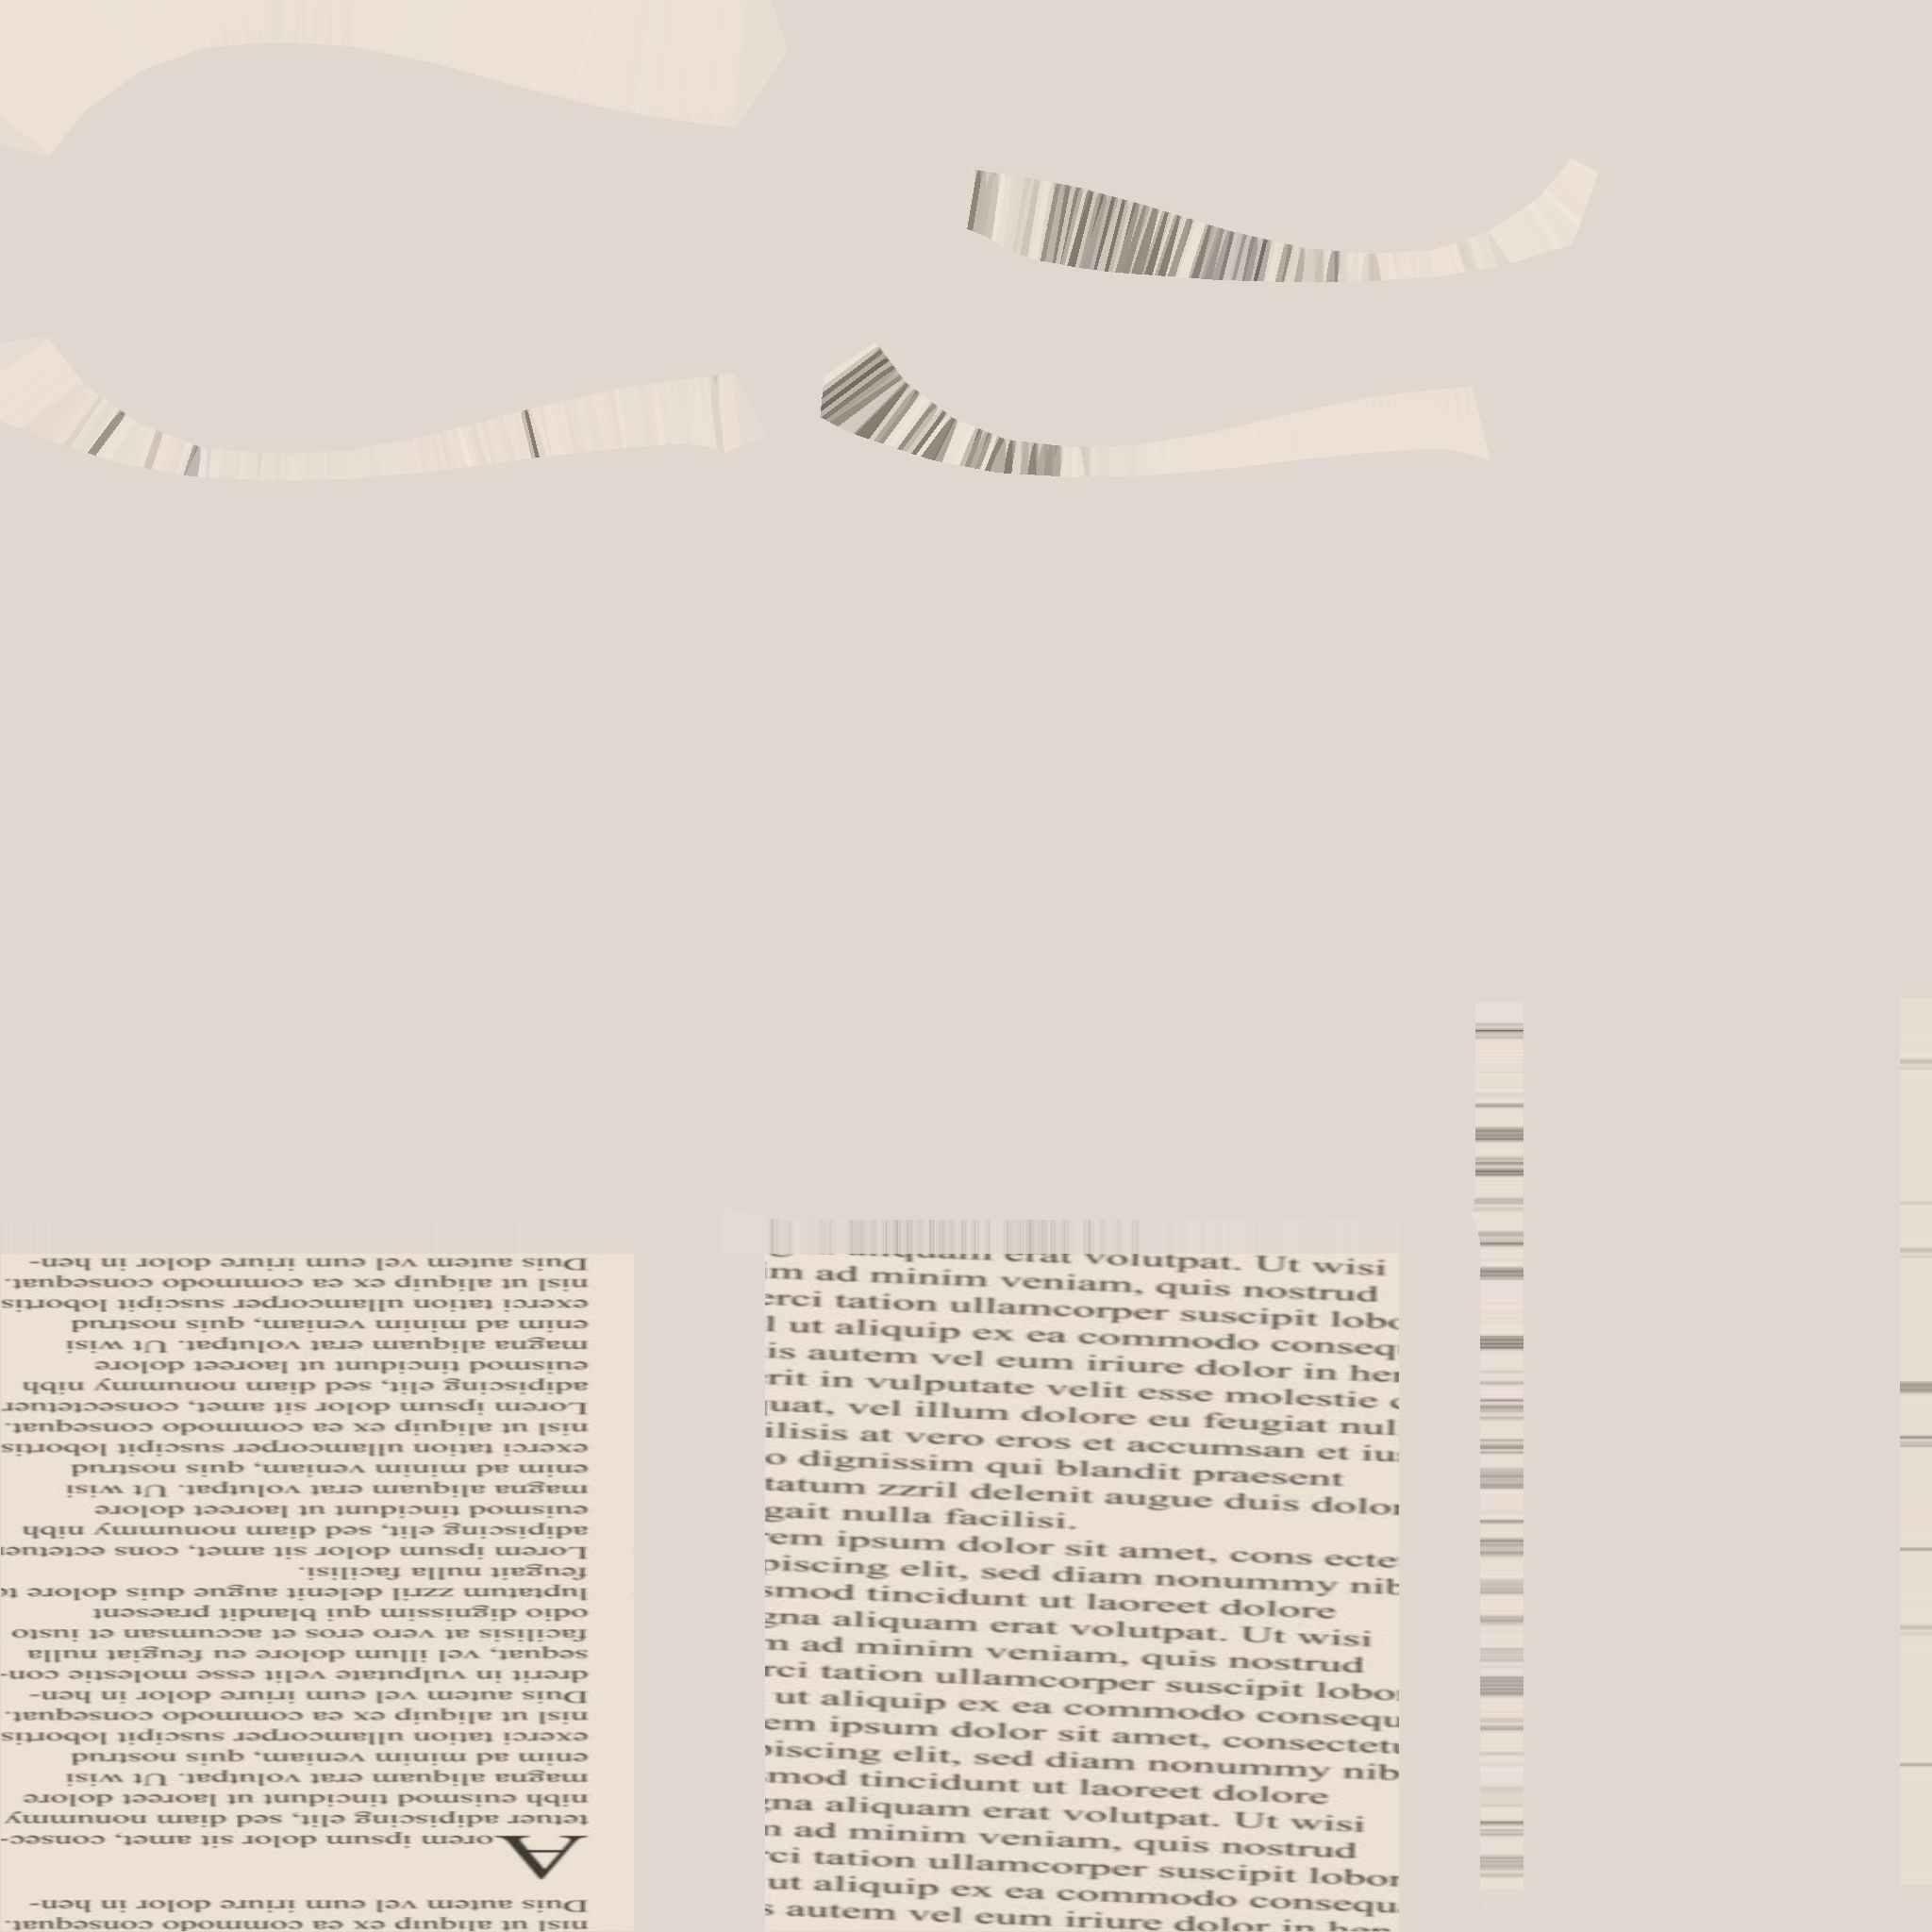 nisl ut aliquip ex ea commodo consequat.
Duis autem vel eum iriure dolor in hen-
Aorem ipsum dolor sit amet, consec-
tetuer adipiscing elit, sed diam nonummy
nibh euismod tincidunt ut laoreet dolore
magna aliquam erat volutpat. Ut wisi
enim ad minim veniam, quis nostrud
exerci tation ullamcorper suscipit lobortis
nisl ut aliquip ex ea commodo consequat.
Duis autem vel eum iriure dolor in hen-
drerit in vulputate velit esse molestie con-
sequat, vel illum dolore eu feugiat nulla
facilisis at vero eros et accumsan et iusto
odio dignissim qui blandit praesent
luptatum zzril delenit augue duis dolore te
feugait nulla facilisi.
Lorem ipsum dolor sit amet, cons ectetuer
adipiscing elit, sed diam nonummy nibh
euismod tincidunt ut laoreet dolore
magna aliquam erat volutpat. Ut wisi
enim ad minim veniam, quis nostrud
exerci tation ullamcorper suscipit lobortis
nisl ut aliquip ex ea commodo consequat.
Lorem ipsum dolor sit amet, consectetuer
adipiscing elit, sed diam nonummy nibh
euismod tincidunt ut laoreet dolore
magna aliquam erat volutpat. Ut wisi
enim ad minim veniam, quis nostrud
exerci tation ullamcorper suscipit lobortis
nisl ut aliquip ex ea commodo consequat.
Duis autem vel eum iriure dolor in hen-
aliquam erat volutpat. Ut wisi
im ad minim veniam, quis nostrud
erci tation ullamcorper suscipit lobo
l ut aliquip ex ea commodo conseq
is autem vel eum iriure dolor in her
rit in vulputate velit esse molestie c
quat, vel illum dolore eu feugiat nul
ilisis at vero eros et accumsan et ius
o dignissim qui blandit praesent
tatum zzril delenit augue duis dolor
gait nulla facilisi.
rem ipsum dolor sit amet, cons ecte
piscing elit, sed diam nonummy nib
smod tincidunt ut laoreet dolore
gna aliquam erat volutpat. Ut wisi
m ad minim veniam, quis nostrud
rci tation ullamcorper suscipit lobor
ut aliquip ex ea commodo consequ
em ipsum dolor sit amet, consectetu
piscing elit, sed diam nonummy nib
smod tincidunt ut laoreet dolore
gna aliquam erat volutpat. Ut wisi
n ad minim veniam, quis nostrud
rci tation ullamcorper suscipit lobor
ut aliquip ex ea commodo consequa
s autem vel eum iriure dolor in hen